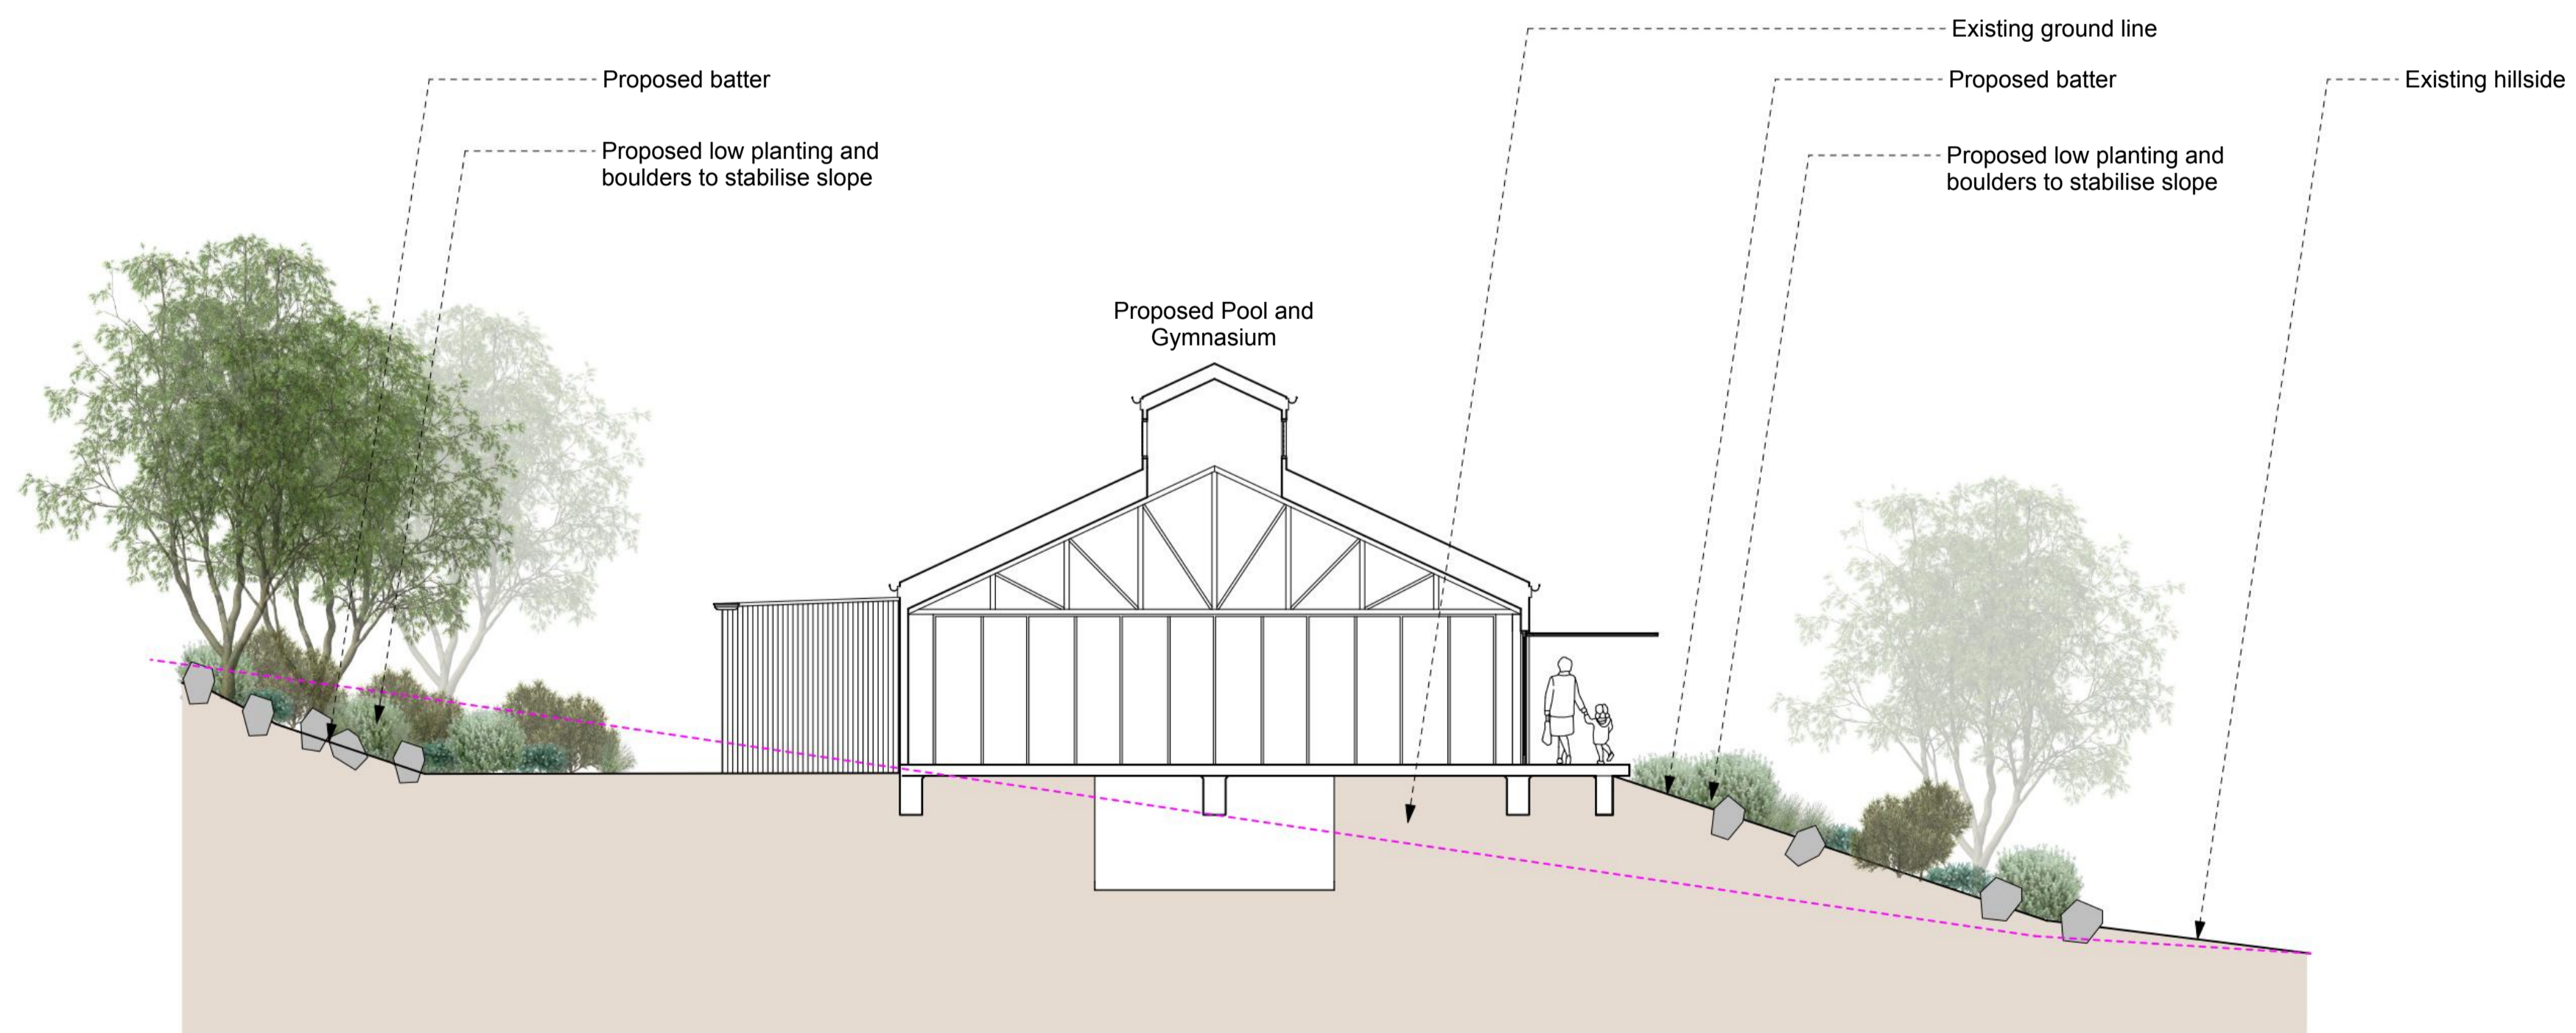 Existing ground line
Proposed batter
Proposed batter
Existing hillside
Proposed low planting and
boulders to stabilise slope
Proposed low planting and
boulders to stabilise slope
Proposed Pool and
Gymnasium